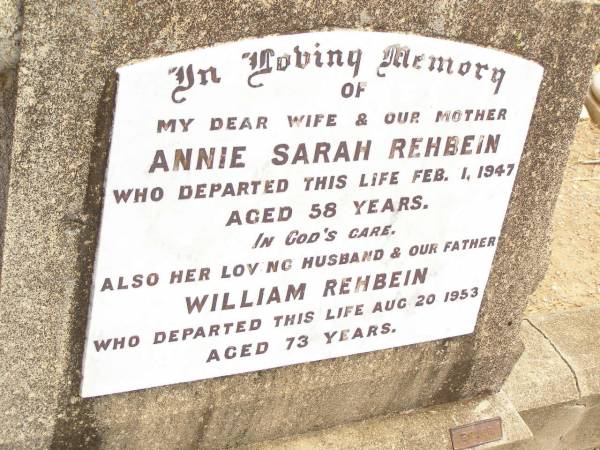 In Loving Memory
OF
MY DEAR WIFE & OUR MOTHER
ANNIE SARAH REHBEIN
WHO DEPARTED THIS LIFE FEB. 1, 1947
AGED 58 YEARS.
IN GOD'S CARE.
ALSO HER LOVING HUSBAND & OUR FATHER
WILLIAM REHBEIN
WHO DEPARTED THIS LIFE AUG 20 1953
AGED 73 YEARS.